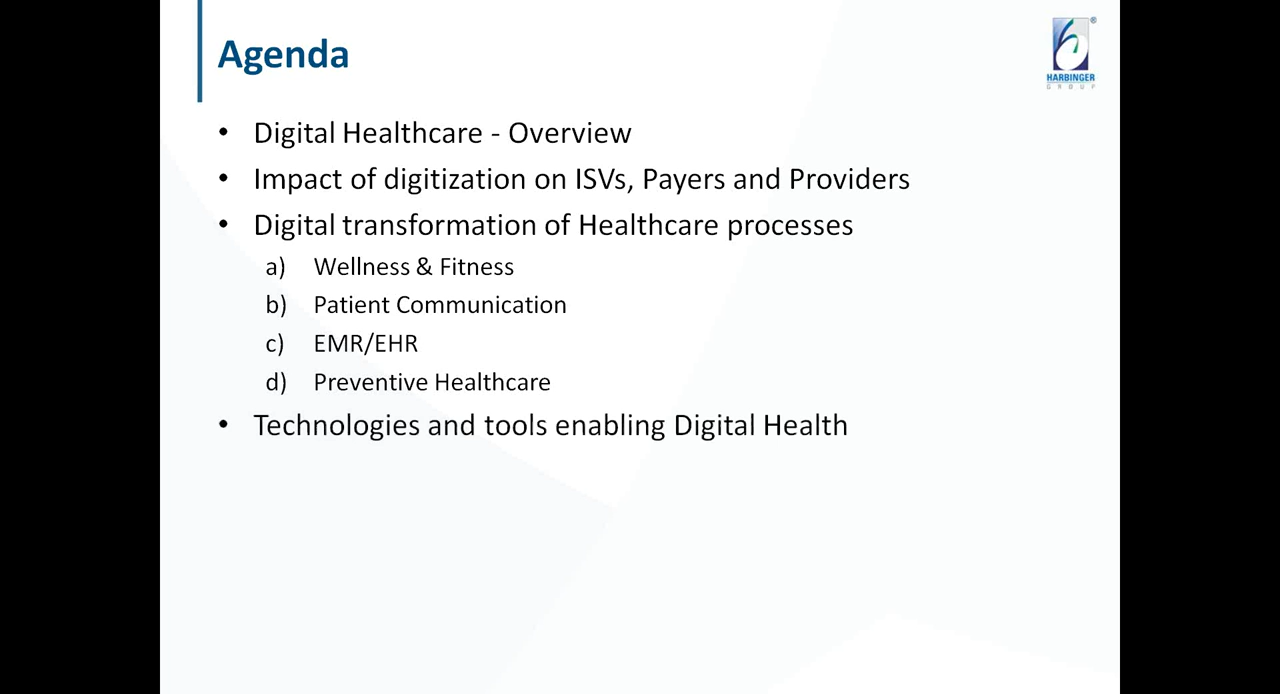 Agenda
®
HARBINGER
GROUP
• Digital Healthcare - Overview
• Impact of digitization on ISVs, Payers and Providers
• Digital transformation of Healthcare processes
a) Wellness & Fitness
b) Patient Communication
c) EMR/EHR
d) Preventive Healthcare
• Technologies and tools enabling Digital Health